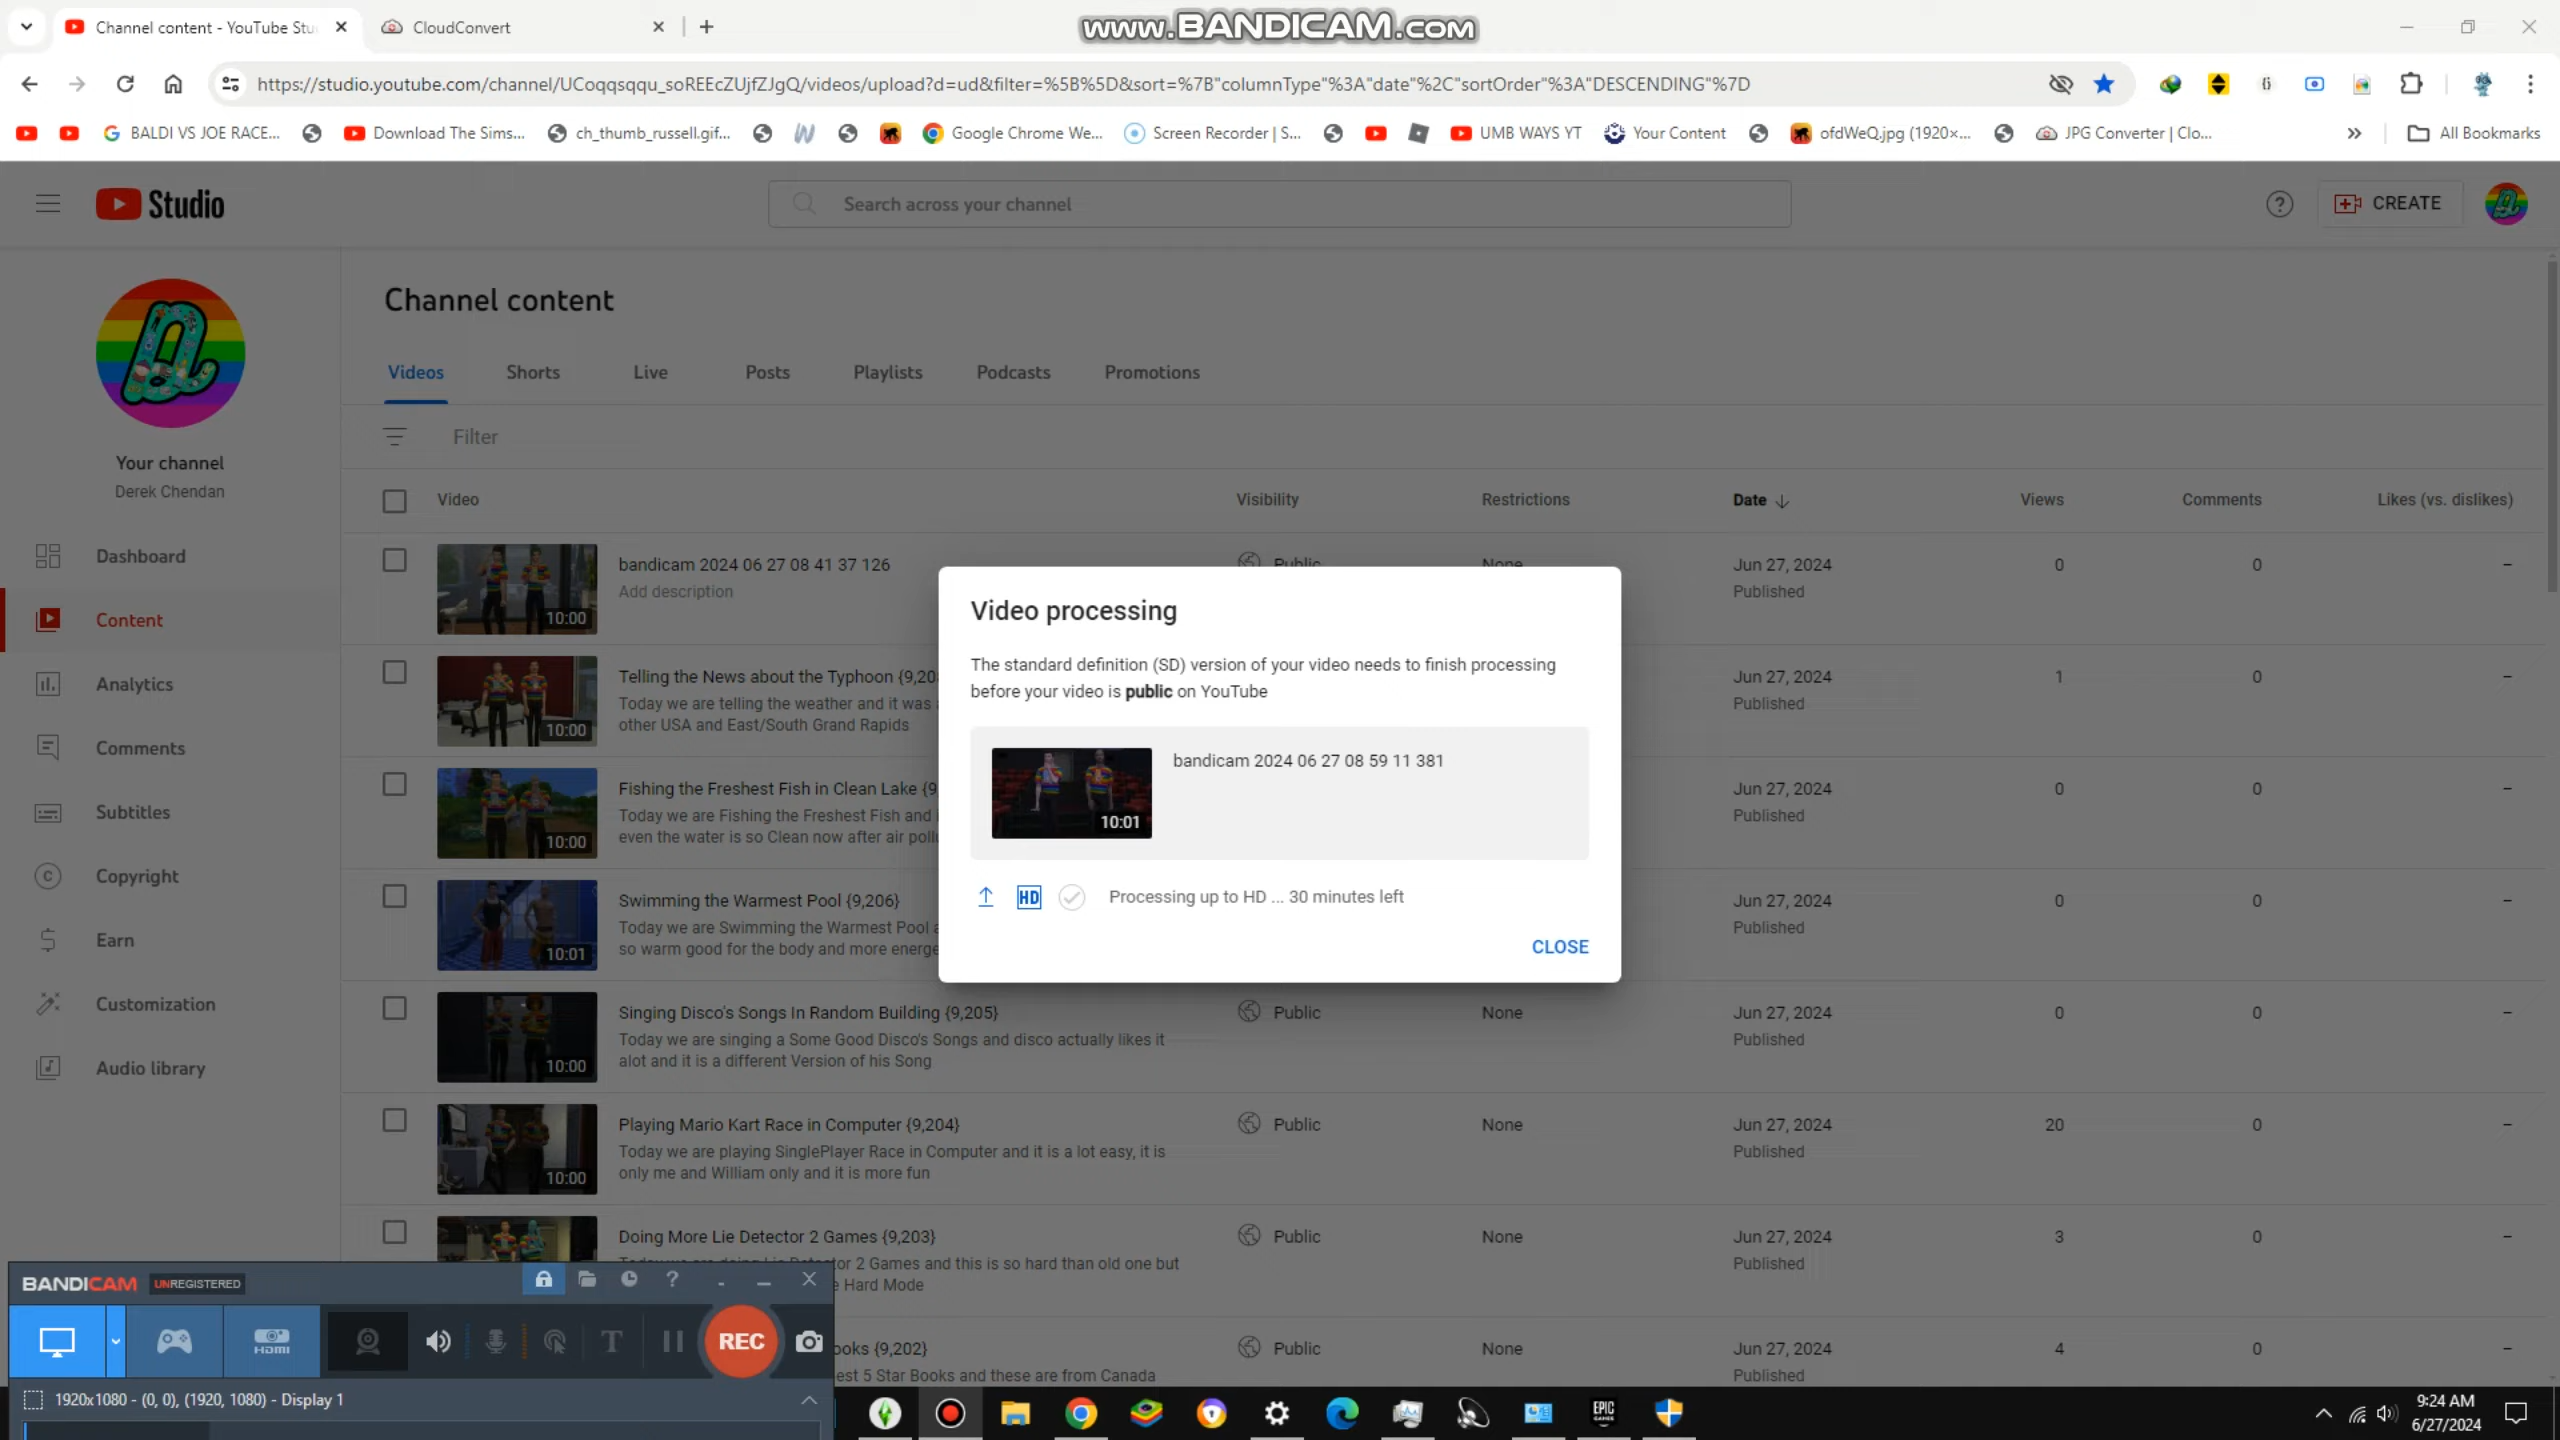 Channel content - YouTube Stu
CloudConvert
www.BANDICAM.com
https://studio.youtube.com/channel/UCoqqsqqu_soREEcZUjfZJgQ/videos/upload?d=ud&filter=%5B%5D&sort=%7B"columnType"%3A"date"%2C"sortOrder"%3A"DESCENDING"%7D
BALDI VS JOE RACE...
Download The Sims...
ch_thumb_russell.gif...
Google Chrome We...
Screen Recorder | S...
UMB WAYS YT
Your Content
ofdWeQ.jpg (1920×...
JPG Converter | Clo...
All Bookmarks
Studio
Search across your channel
CREATE
Your channel
Derek Chendan
Dashboard
Content
Analytics
Comments
Subtitles
Copyright
Earn
Customization
Audio library
Channel content
Videos Shorts Live Posts Playlists Podcasts Promotions
Filter
Video Visibility Restrictions Date Views Comments Likes (vs. dislikes)
10:00
bandicam 2024 06 27 08 41 37 126
Add description
Public None Jun 27, 2024 0 0 –
Published
10:00
Telling the News about the Typhoon {9,20
Today we are telling the weather and it was
other USA and East/South Grand Rapids
Jun 27, 2024 1 0 –
Published
10:00
Fishing the Freshest Fish in Clean Lake {9
Today we are Fishing the Freshest Fish and
even the water is so Clean now after air poll
Jun 27, 2024 0 0 –
Published
10:01
Swimming the Warmest Pool {9,206}
Today we are Swimming the Warmest Pool a
so warm good for the body and more energe
Jun 27, 2024 0 0 –
Published
10:00
Singing Disco's Songs In Random Building {9,205}
Today we are singing a Some Good Disco's Songs and disco actually likes it
alot and it is a different Version of his Song
Public None Jun 27, 2024 0 0 –
Published
10:00
Playing Mario Kart Race in Computer {9,204}
Today we are playing SinglePlayer Race in Computer and it is a lot easy, it is
only me and William only and it is more fun
Public None Jun 27, 2024 20 0 –
Published
Doing More Lie Detector 2 Games {9,203}
2 Games and this is so hard than old one but
e Hard Mode
Public None Jun 27, 2024 3 0 –
Published
ooks {9,202}
est 5 Star Books and these are from Canada
Public None Jun 27, 2024 4 0 –
Published
Video processing
The standard definition (SD) version of your video needs to finish processing
before your video is public on YouTube
10:01
bandicam 2024 06 27 08 59 11 381
HD
Processing up to HD ... 30 minutes left
CLOSE
BANDICAM UNREGISTERED
HDMI
REC
1920x1080 - (0, 0), (1920, 1080) - Display 1
EPIC
GAMES
9:24 AM
6/27/2024